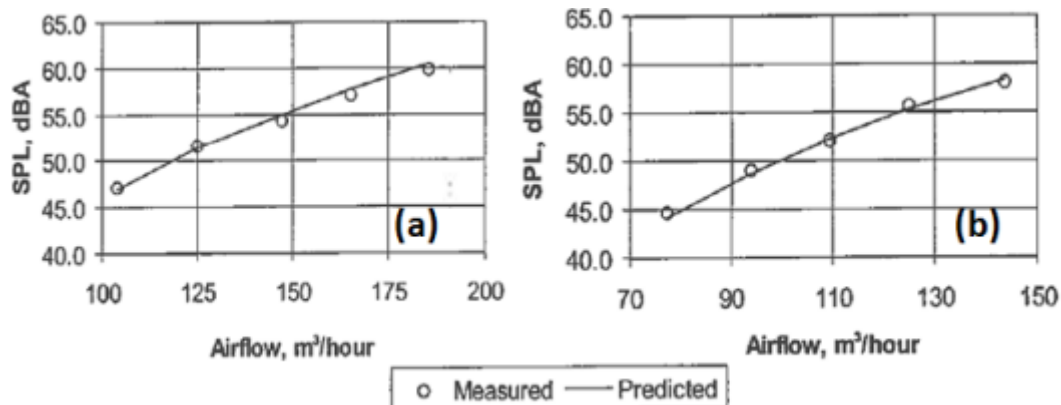 65.0
60.0
55.0
50.0
45.0
40.0
SPL, dBA
(a)
100 125 150 175 200
Airflow, m³/hour
65.0
60.0
55.0
50.0
45.0
40.0
SPL, dBA
(b)
70 90 110 130 150
Airflow, m³/hour
Measured Predicted